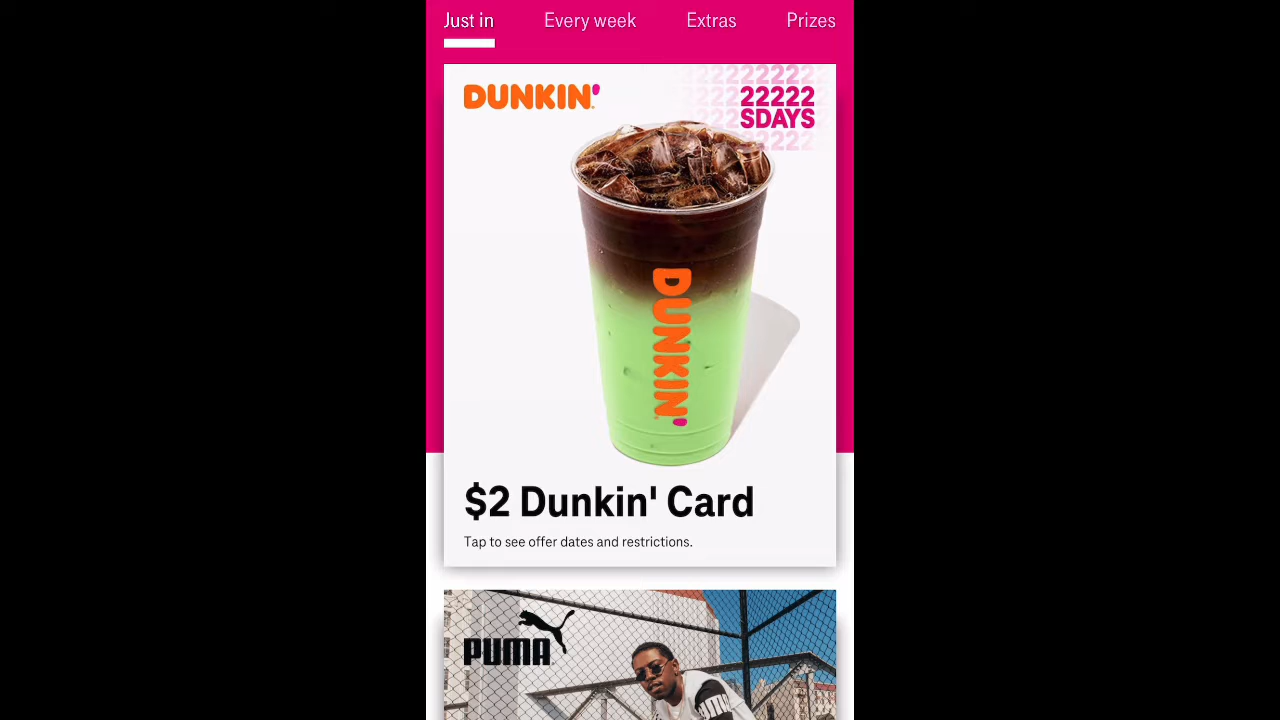 Just in
Every week
Extras
Prizes
DUNKIN'
22222
22222
SDAYS
DUNKIN'
$2 Dunkin' Card
Tap to see offer dates and restrictions.
PUMA